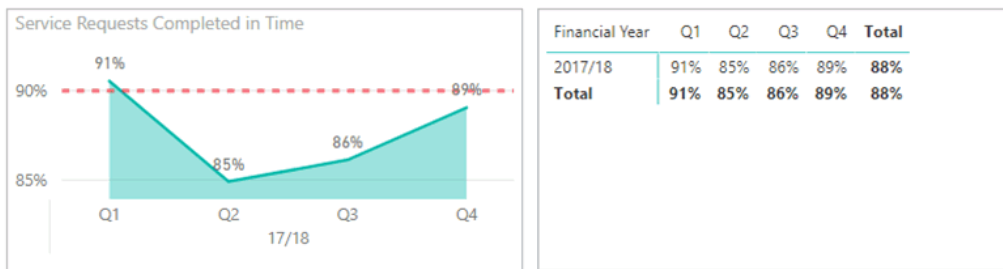 Service Requests Completed in Time
91%
90%
89%
86%
85%
85%
Q1 Q2 Q3 Q4
17/18
Financial Year Q1 Q2 Q3 Q4 Total
2017/18 91% 85% 86% 89% 88%
Total 91% 85% 86% 89% 88%